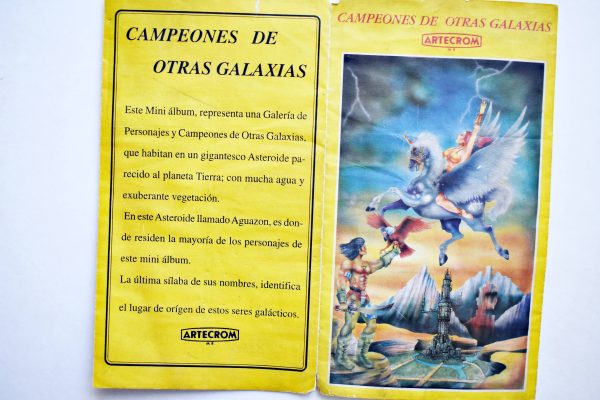 CAMPEONES DE
OTRAS GALAXIAS
Este Mini álbum, representa una Galería de
Personajes y Campeones de Otras Galaxias,
que habitan en un gigantesco Asteroide pa-
recido al planeta Tierra; con mucha agua y
exuberante vegetación.
En este Asteroide llamado Aguazon, es don-
de residen la mayoría de los personajes de
este mini álbum.
La última sílaba de sus nombres, identifica
el lugar de orígen de estos seres galácticos.
ARTECROM
CAMPEONES DE OTRAS GALAXIAS
ARTECROM